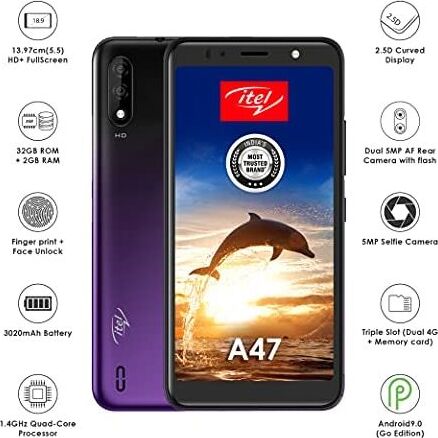 18.9
13.97cm(5.5)
HD+ FullScreen
32GB ROM
+ 2GB RAM
Finger print +
Face Unlock
3020mAh Battery
1.4GHz Quad-Core
Processor
HD
itel
itel
INDIA'S
MOST
TRUSTED
BRAND
A47
2.5D
2.5D Curved
Display
Dual 5MP AF Rear
Camera with flash
5MP Selfie Camera
Triple Slot (Dual 4G
+ Memory card)
Android9.0
(Go Edition)